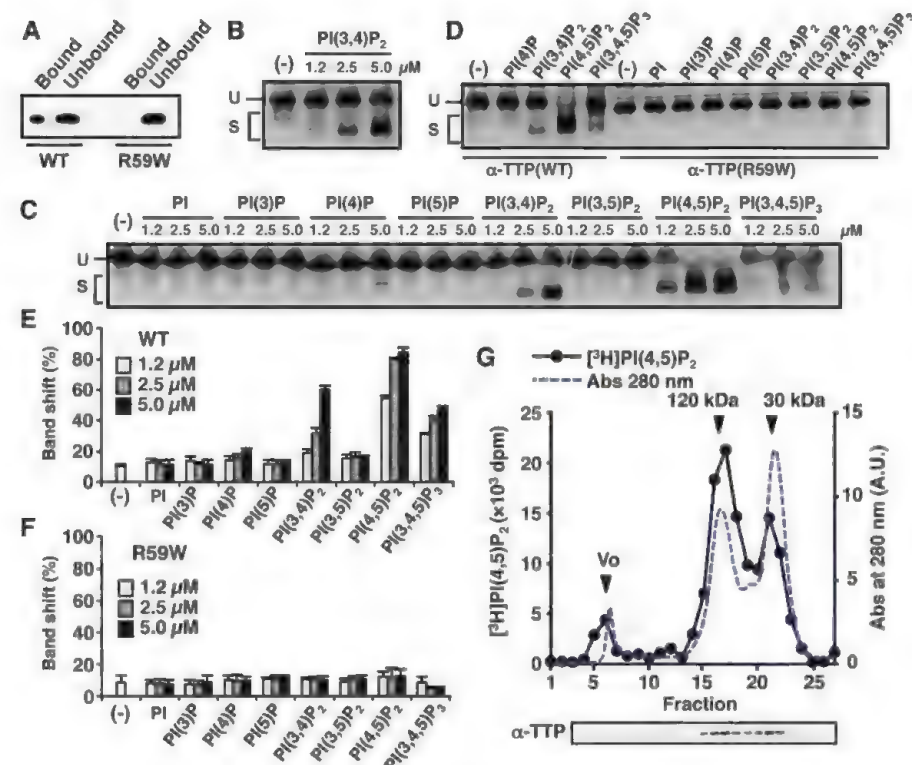 A
Bound
Unbound
Bound
Unbound
WT
R59W
B
PI(3,4)P2
(-) 1.2 2.5 5.0 μM
U
S
D
(-) PI(4)P PI(3,4)P2 PI(4,5)P2 PI(3,4,5)P3 (-) PI PI(3)P PI(4)P PI(5)P PI(3,4)P2 PI(3,5)P2 PI(4,5)P2 PI(3,4,5)P3
U
S
α-TTP(WT) α-TTP(R59W)
C
PI PI(3)P PI(4)P PI(5)P PI(3,4)P2 PI(3,5)P2 PI(4,5)P2 PI(3,4,5)P3
(-) 1.2 2.5 5.0 1.2 2.5 5.0 1.2 2.5 5.0 1.2 2.5 5.0 1.2 2.5 5.0 1.2 2.5 5.0 1.2 2.5 5.0 1.2 2.5 5.0 μM
U
S
E
WT
1.2 μM
2.5 μM
5.0 μM
Band shift (%)
100
80
60
40
20
0
(-) PI PI(3)P PI(4)P PI(5)P PI(3,4)P2 PI(3,5)P2 PI(4,5)P2 PI(3,4,5)P3
F
R59W
1.2 μM
2.5 μM
5.0 μM
Band shift (%)
100
80
60
40
20
0
(-) PI PI(3)P PI(4)P PI(5)P PI(3,4)P2 PI(3,5)P2 PI(4,5)P2 PI(3,4,5)P3
G
[³H]PI(4,5)P2
Abs 280 nm
120 kDa 30 kDa
Vo
[³H]PI(4,5)P2 (×10³ dpm)
25
20
15
10
5
0
Abs at 280 nm (A.U.)
15
10
5
0
1 5 10 15 20 25
Fraction
α-TTP